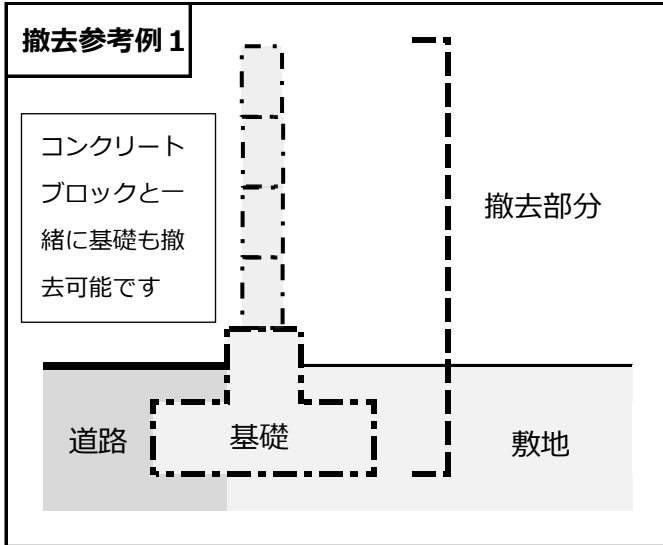 撤去参考例１
コンクリート
ブロックと一
緒に基礎も撤
去可能です
撤去部分
道路
基礎
敷地